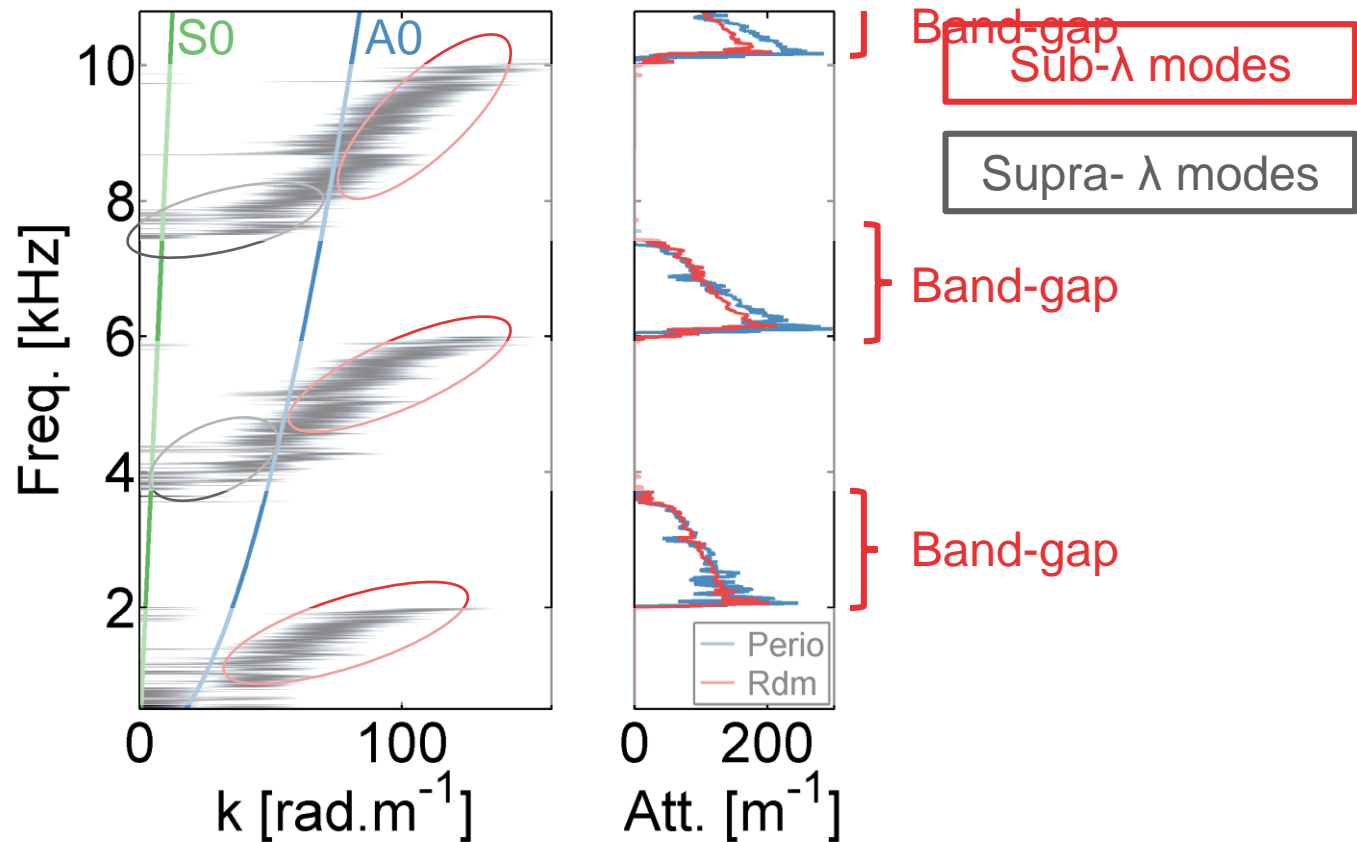 S0
A0
10
8
6
4
2
Freq. [kHz]
0
100
k [rad.m⁻¹]
Perio
Rdm
0
200
Att. [m⁻¹]
Band-gap
Sub-λ modes
Supra- λ modes
Band-gap
Band-gap